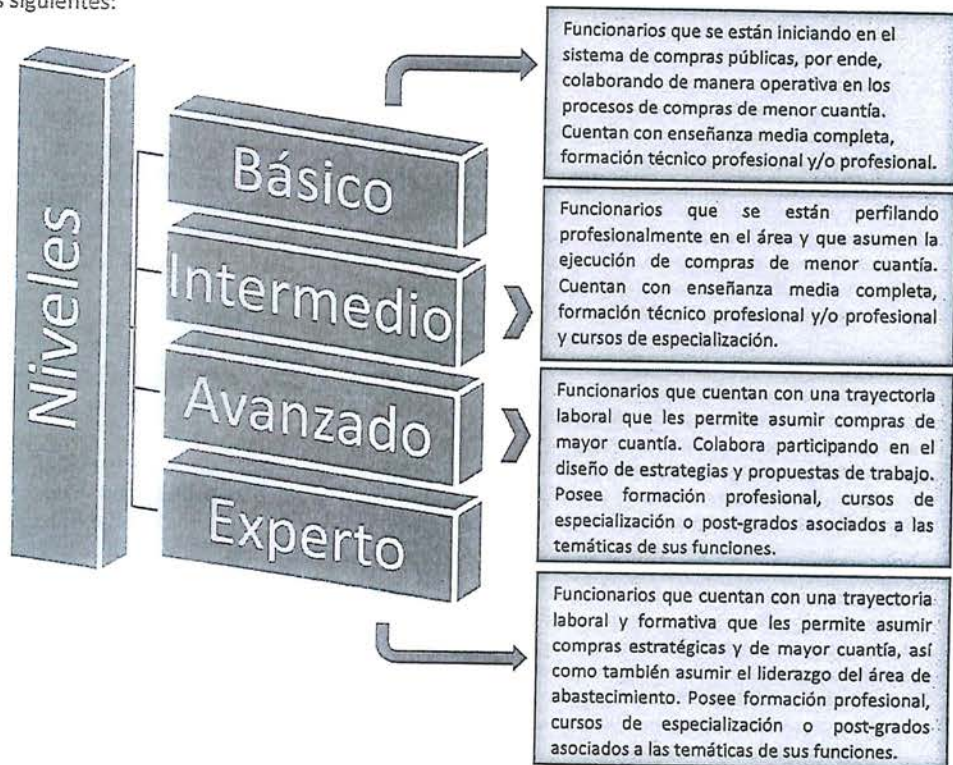 s siguientes:
Niveles
Básico
Funcionarios que se están iniciando en el
sistema de compras públicas, por ende,
colaborando de manera operativa en los
procesos de compras de menor cuantía.
Cuentan con enseñanza media completa,
formación técnico profesional y/o profesional.
Intermedio
Funcionarios que se están perfilando
profesionalmente en el área y que asumen la
ejecución de compras de menor cuantía.
Cuentan con enseñanza media completa,
formación técnico profesional y/o profesional
y cursos de especialización.
Avanzado
Funcionarios que cuentan con una trayectoria
laboral que les permite asumir compras de
mayor cuantía. Colabora participando en el
diseño de estrategias y propuestas de trabajo.
Posee formación profesional, cursos de
especialización o post-grados asociados a las
temáticas de sus funciones.
Experto
Funcionarios que cuentan con una trayectoria
laboral y formativa que les permite asumir
compras estratégicas y de mayor cuantía, así
como también asumir el liderazgo del área de
abastecimiento. Posee formación profesional,
cursos de especialización o post-grados
asociados a las temáticas de sus funciones.